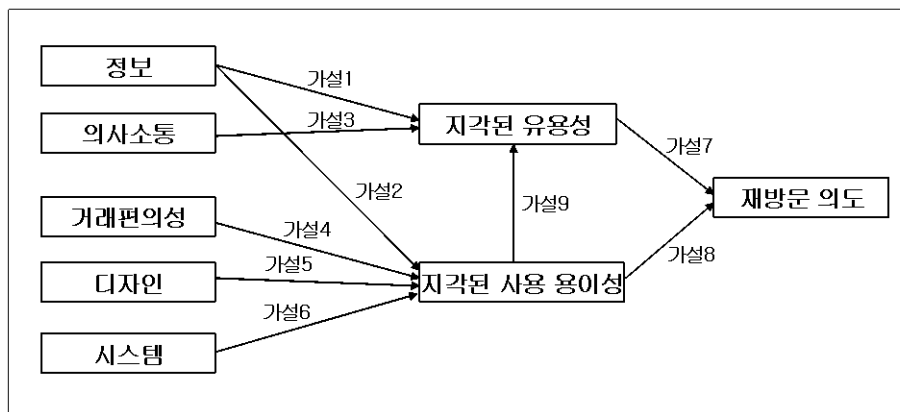 정보
가설1
의사소통
가설3
지각된 유용성
가설7
가설2
거래편의성
가설9
재방문 의도
가설4
가설8
디자인
가설5
지각된 사용 용이성
가설6
시스템